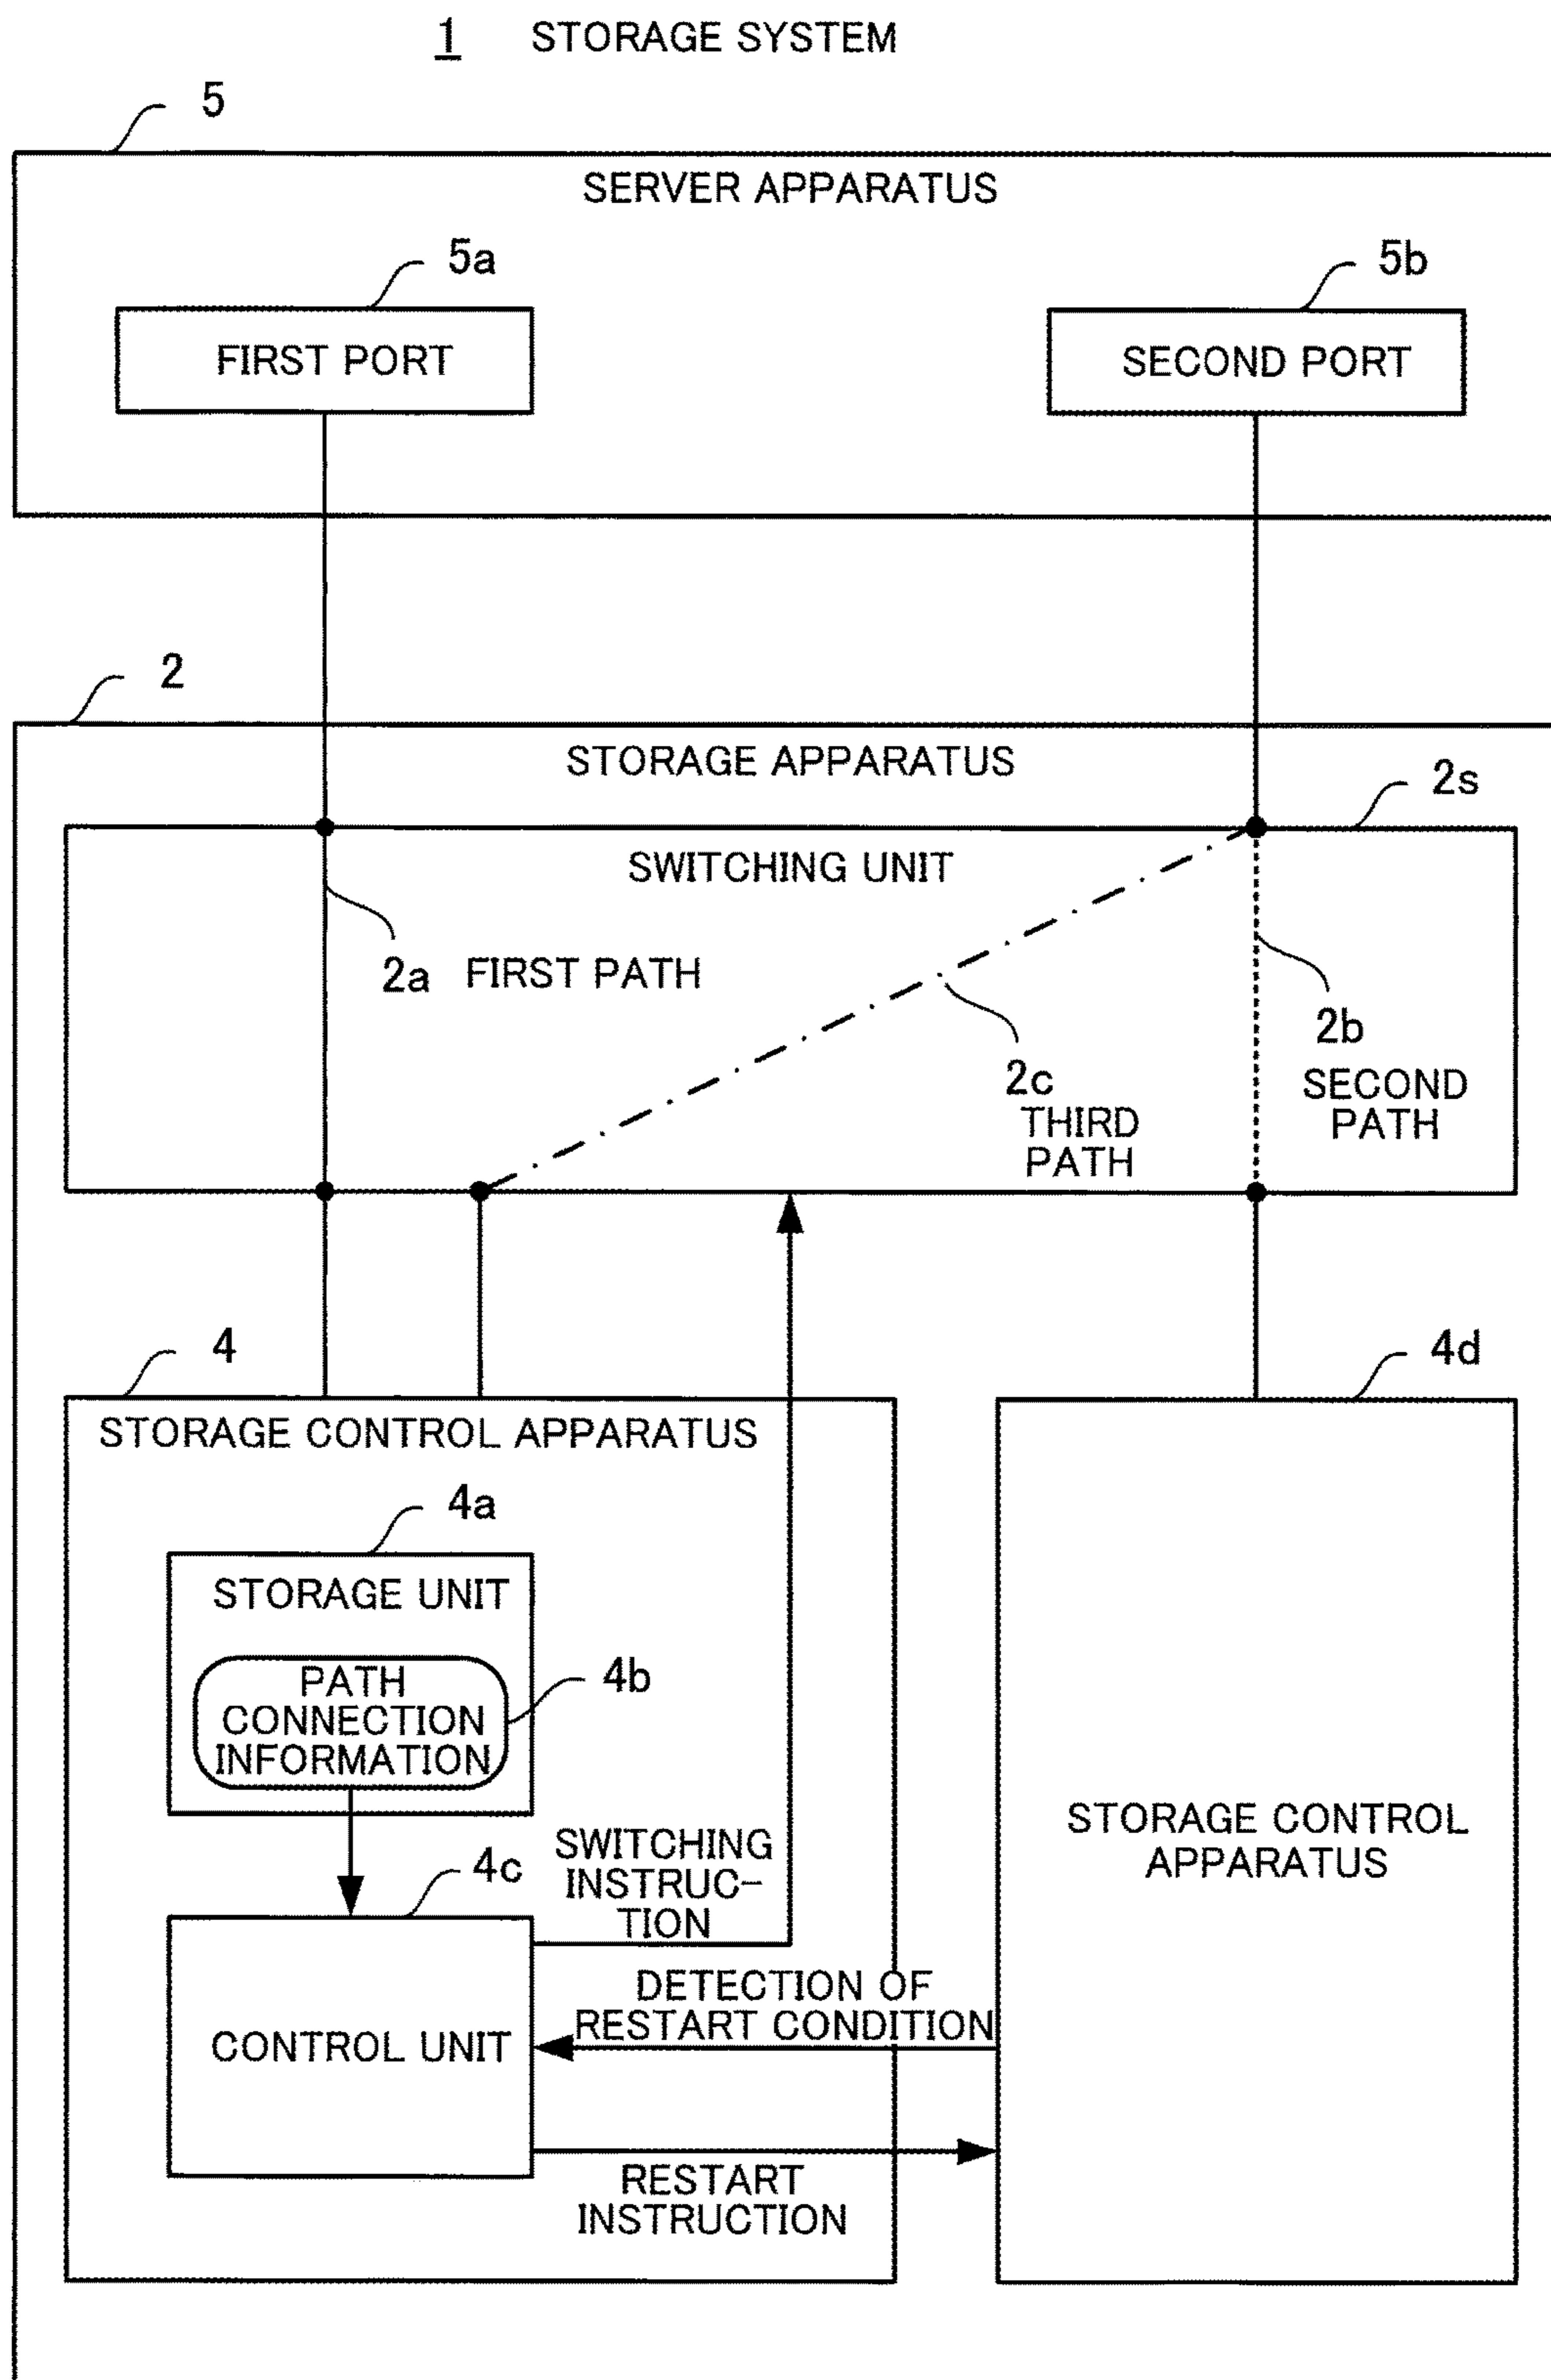 1 STORAGE SYSTEM
5
SERVER APPARATUS
5a
5b
FIRST PORT
SECOND PORT
2
STORAGE APPARATUS
2s
SWITCHING UNIT
2a FIRST PATH
2b
SECOND
PATH
2c
THIRD
PATH
4
4d
STORAGE CONTROL APPARATUS
4a
STORAGE UNIT
PATH
CONNECTION
INFORMATION
4b
STORAGE CONTROL
APPARATUS
SWITCHING
INSTRUC-
TION
4c
CONTROL UNIT
DETECTION OF
RESTART CONDITION
RESTART
INSTRUCTION